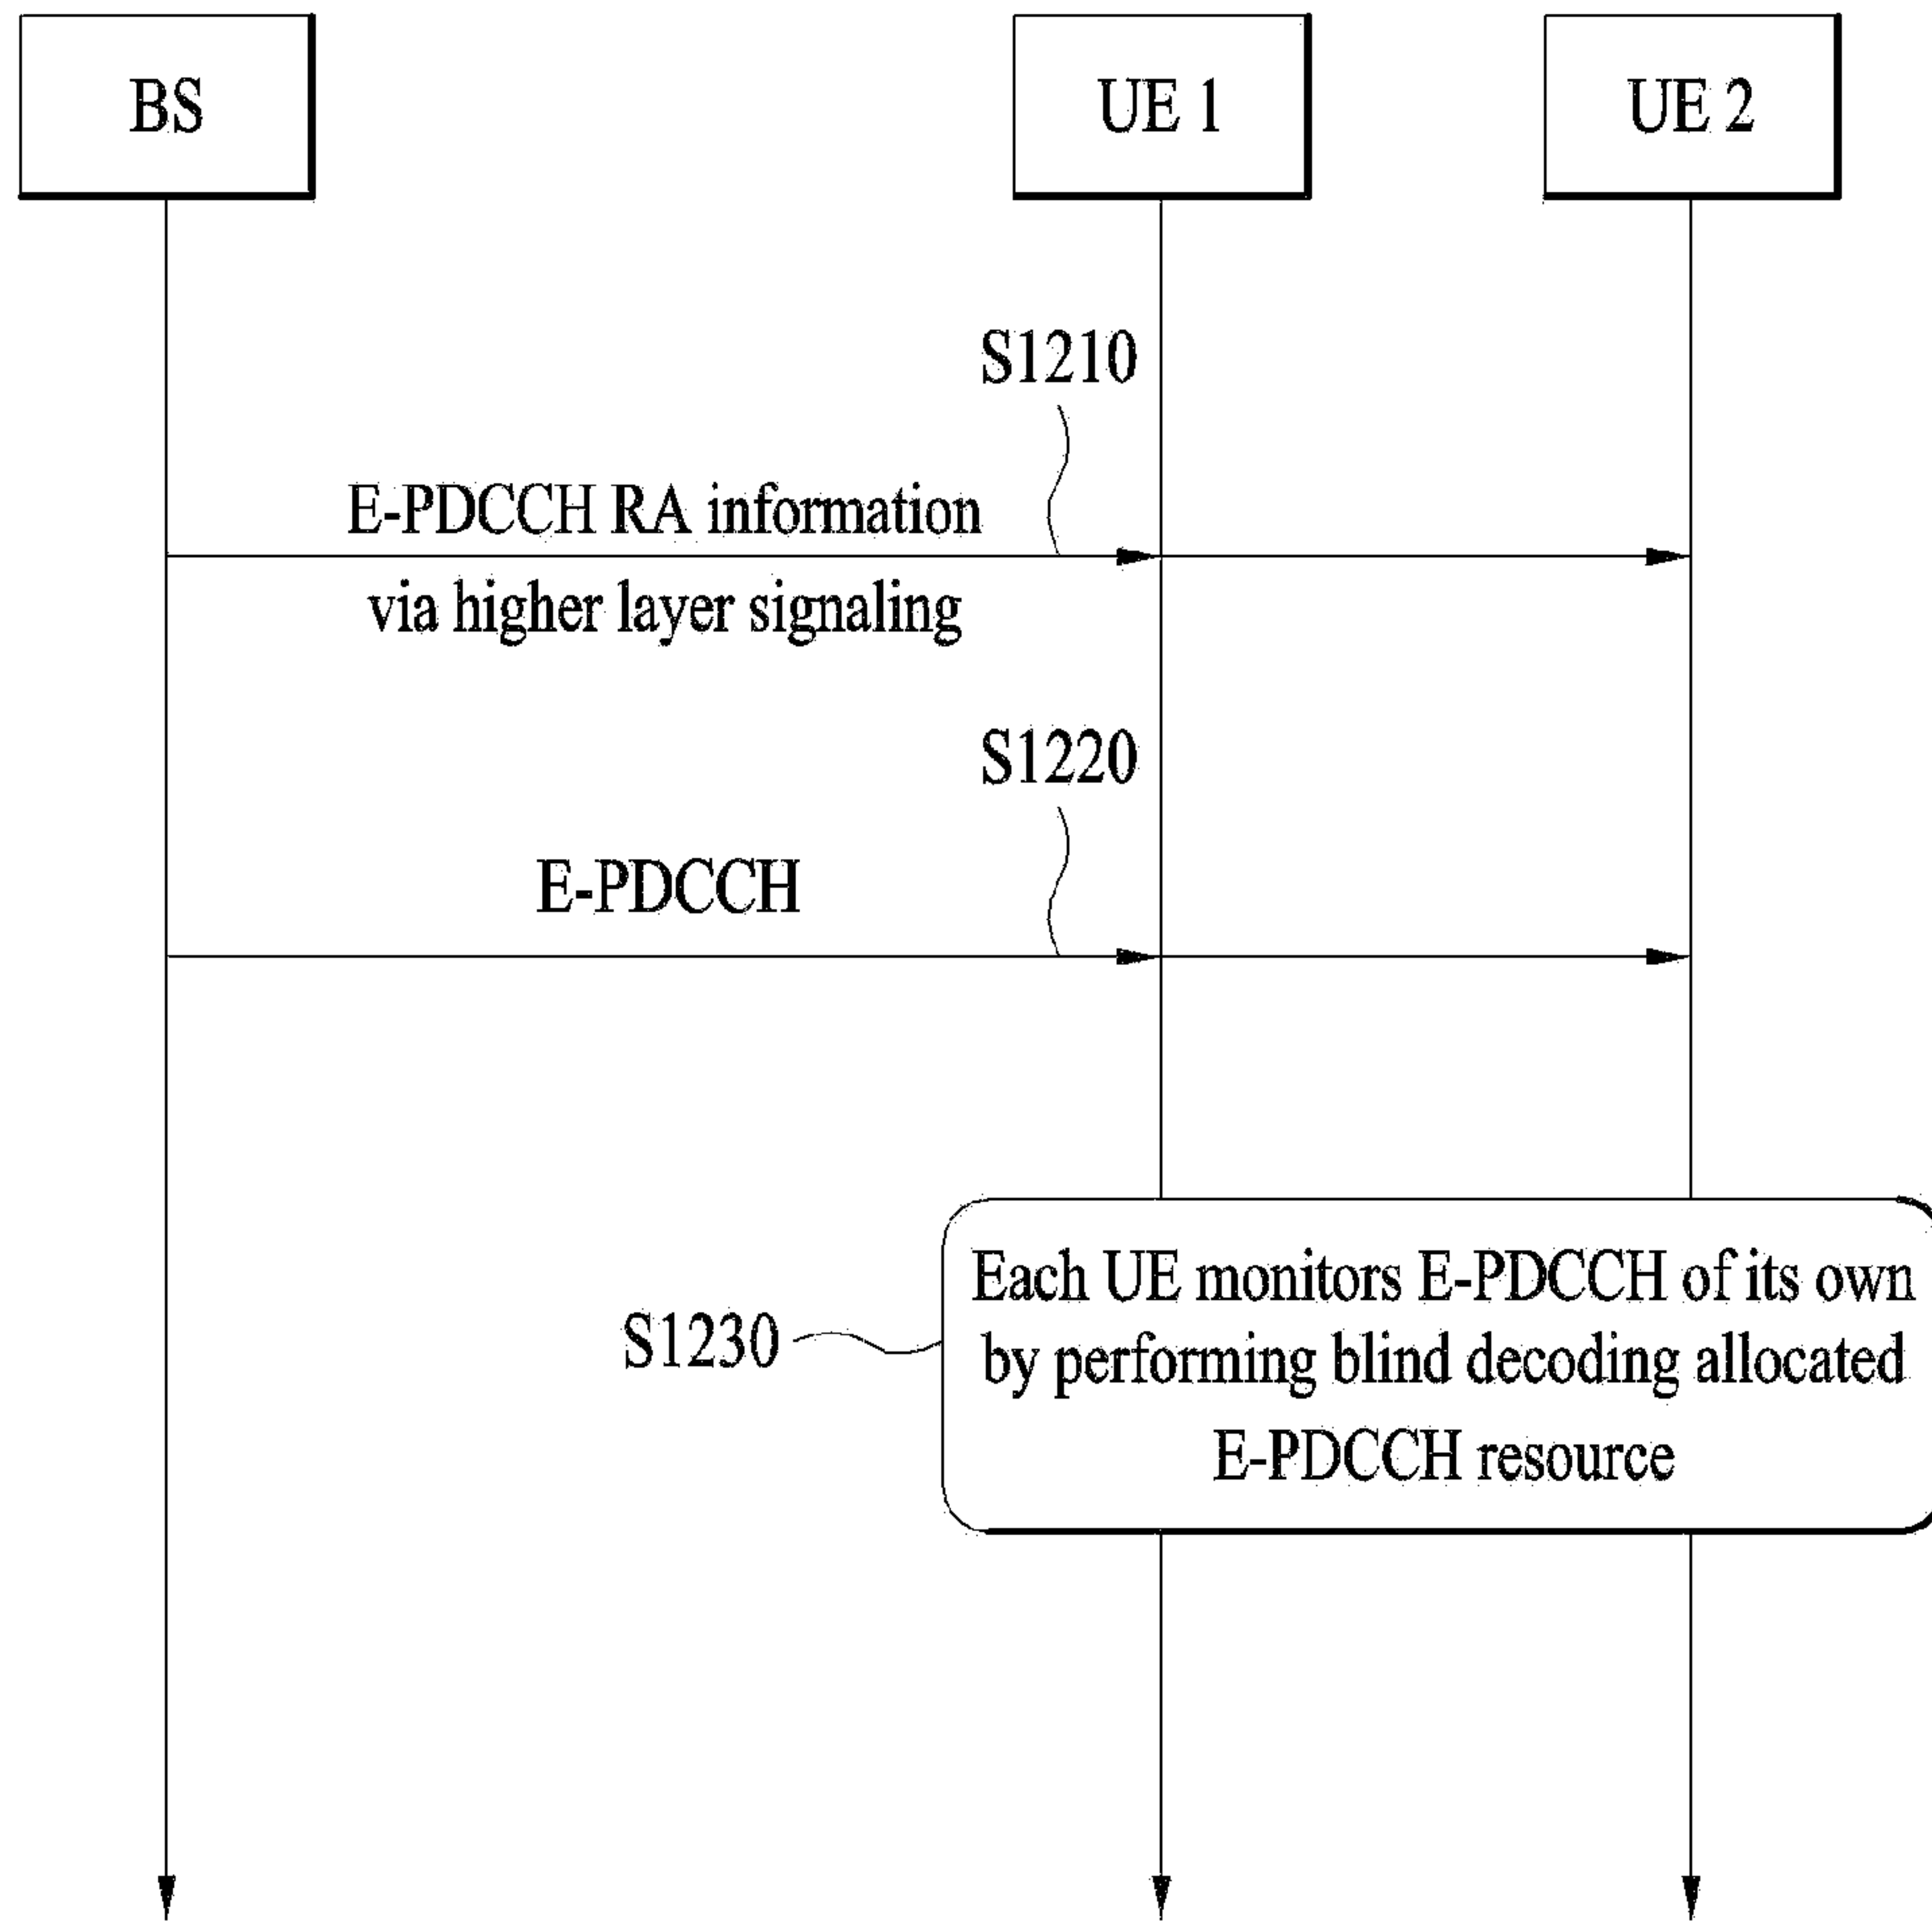 BS
UE 1
UE 2
S1210
E-PDCCH RA information
via higher layer signaling
S1220
E-PDCCH
Each UE monitors E-PDCCH of its own
by performing blind decoding allocated
E-PDCCH resource
S1230